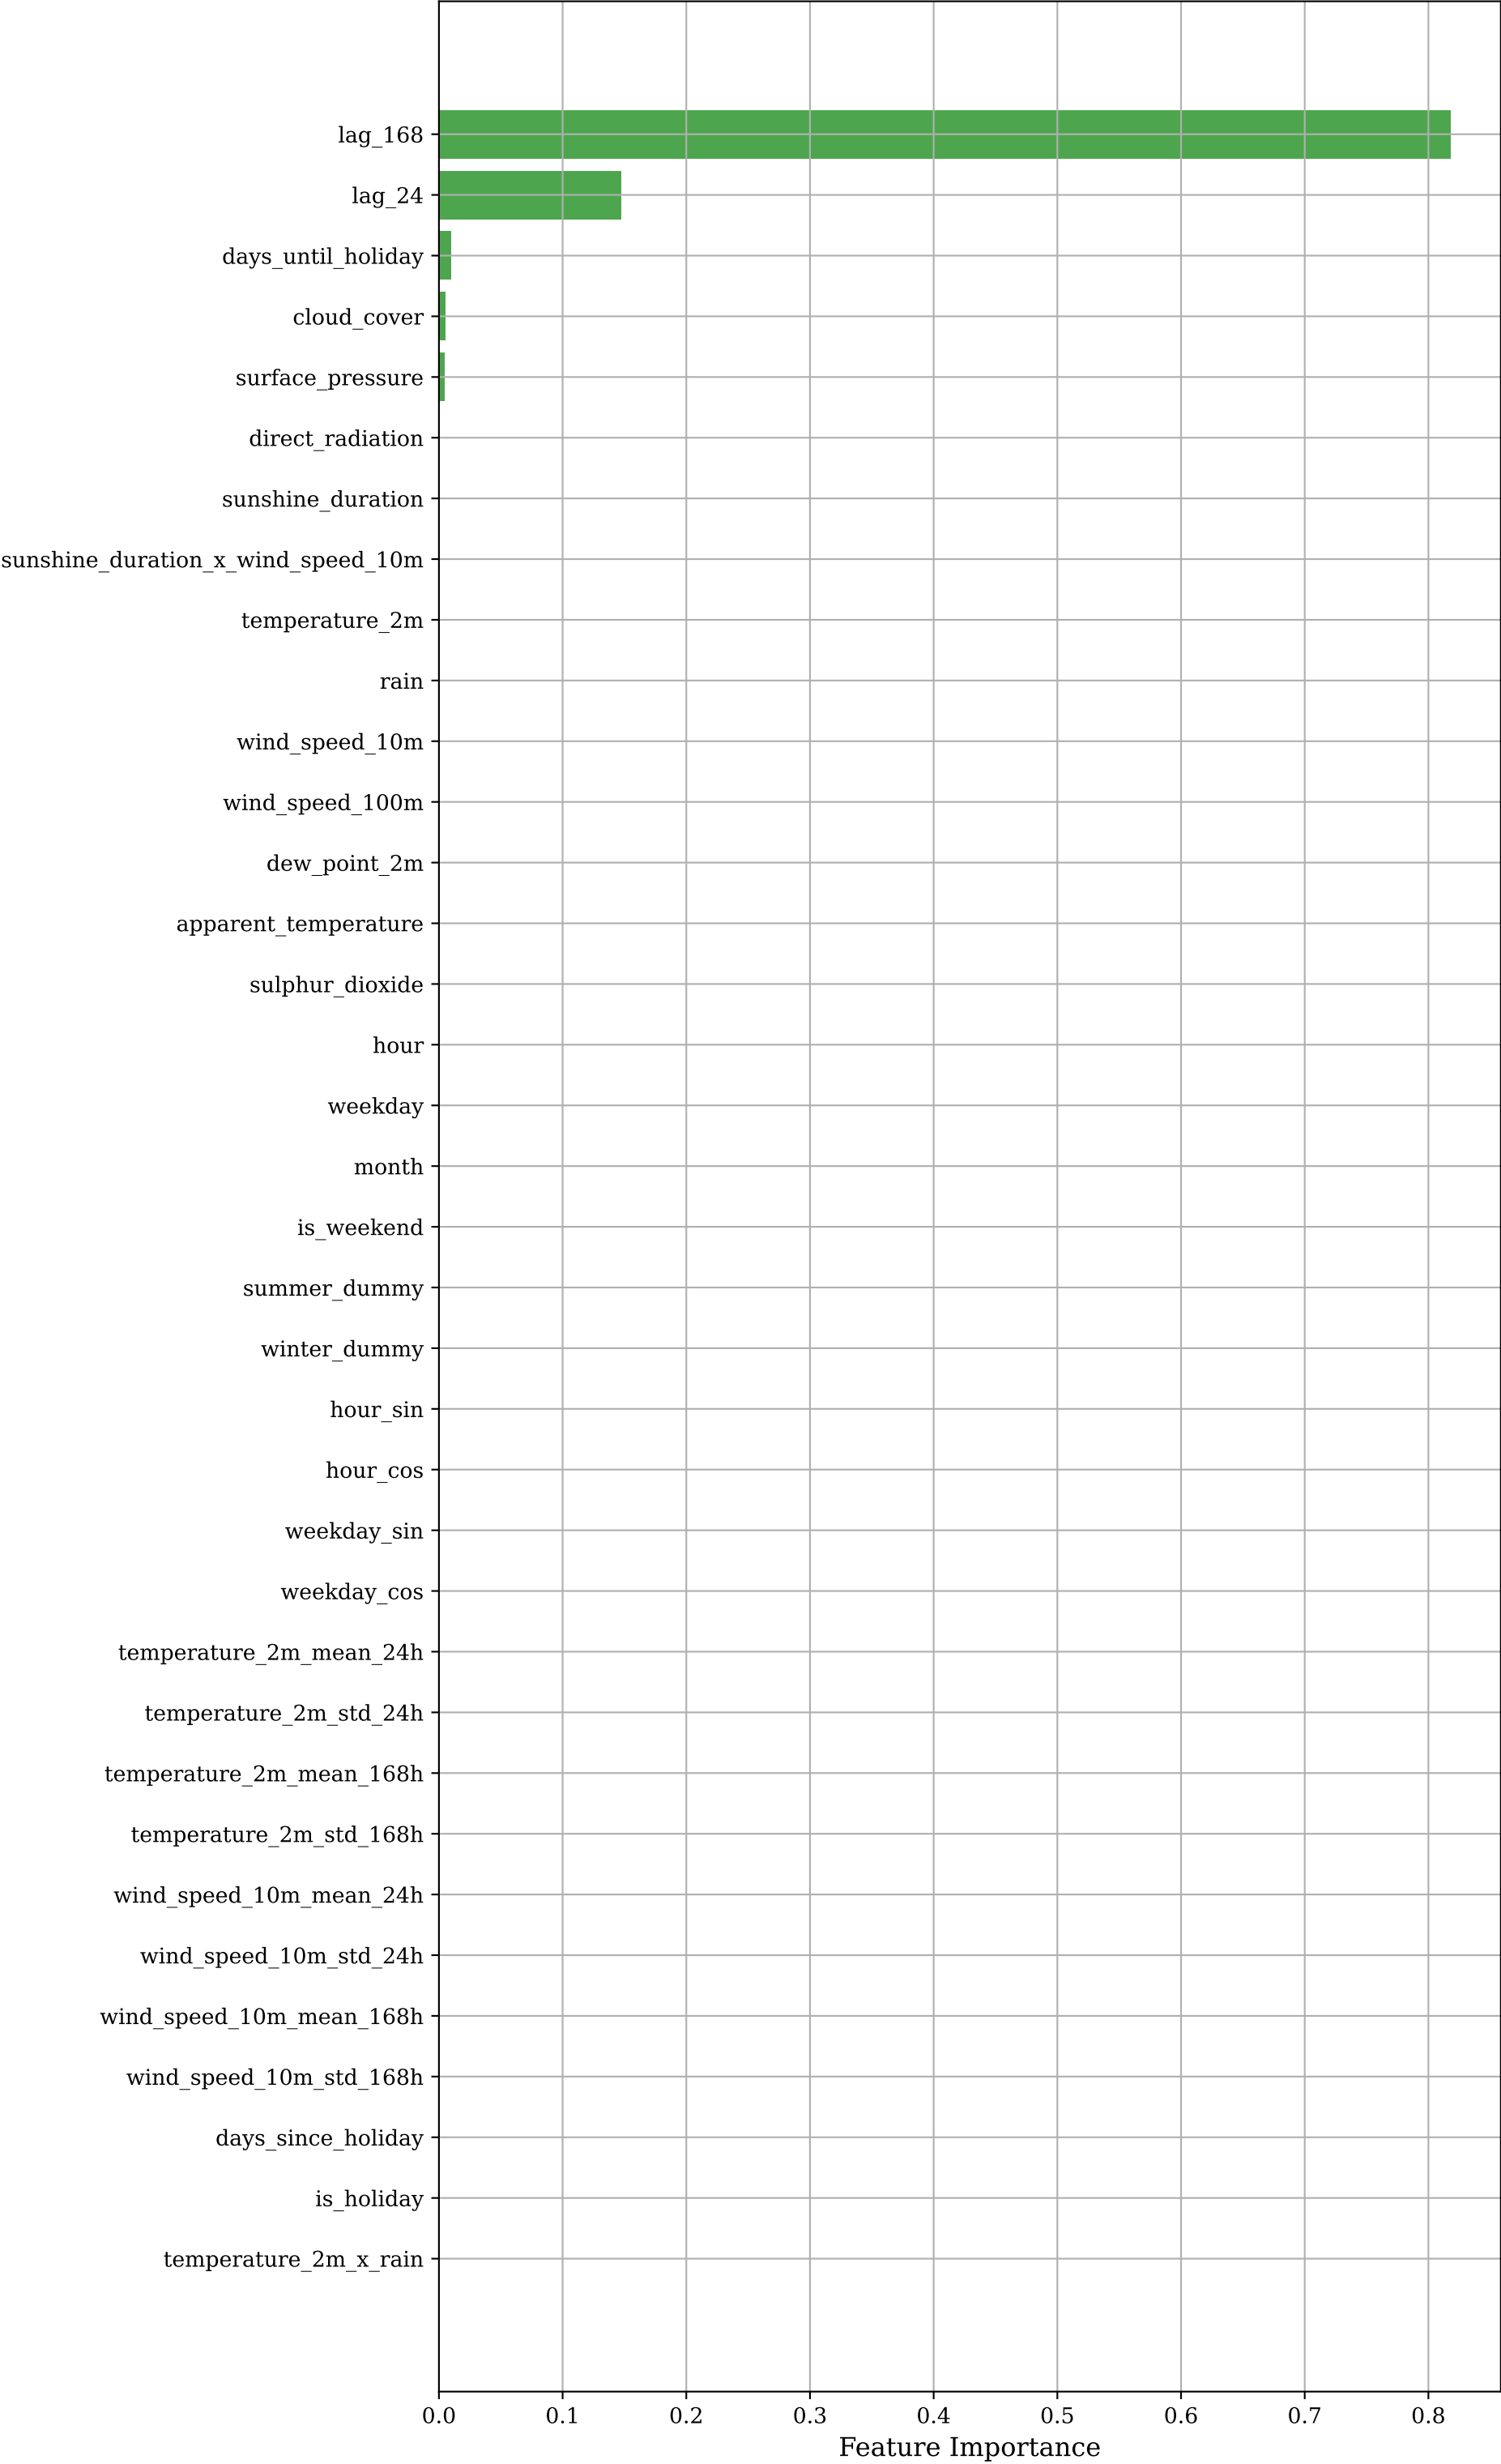 lag_168
lag_24
days_until_holiday
cloud_cover
surface_pressure
direct_radiation
sunshine_duration
sunshine_duration_x_wind_speed_10m
temperature_2m
rain
wind_speed_10m
wind_speed_100m
dew_point_2m
apparent_temperature
sulphur_dioxide
hour
weekday
month
is_weekend
summer_dummy
winter_dummy
hour_sin
hour_cos
weekday_sin
weekday_cos
temperature_2m_mean_24h
temperature_2m_std_24h
temperature_2m_mean_168h
temperature_2m_std_168h
wind_speed_10m_mean_24h
wind_speed_10m_std_24h
wind_speed_10m_mean_168h
wind_speed_10m_std_168h
days_since_holiday
is_holiday
temperature_2m_x_rain
0.0 0.1 0.2 0.3 0.4 0.5 0.6 0.7 0.8
Feature Importance